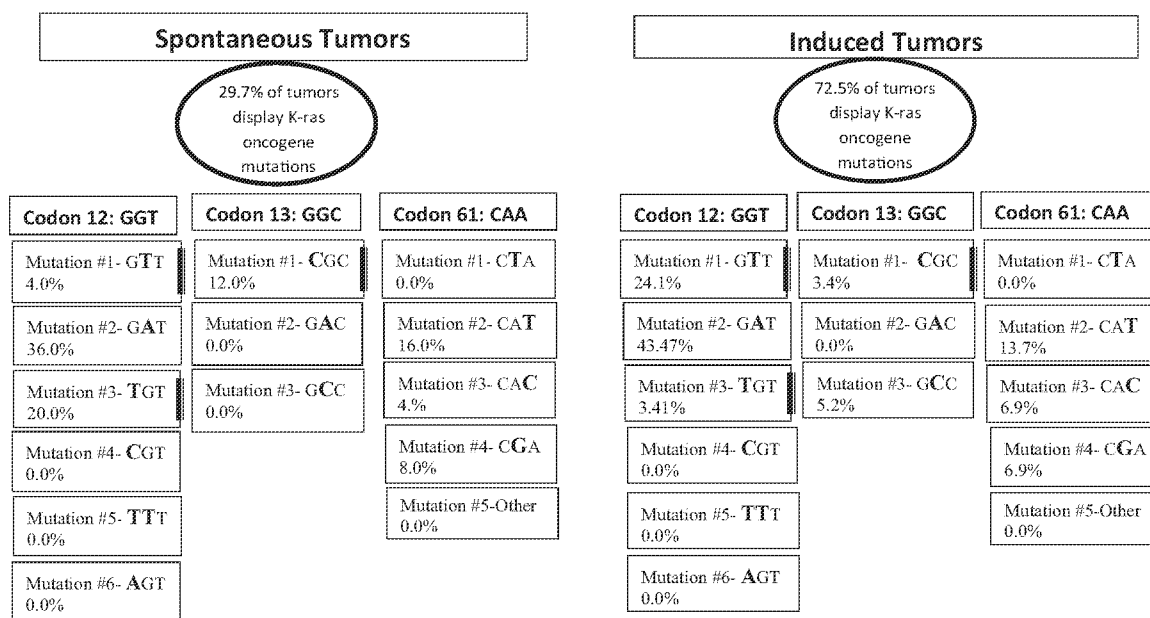 Spontaneous Tumors
29.7% of tumors
display K-ras
oncogene
mutations
Codon 12: GGT
Mutation #1- GTT
4.0%
Mutation #2- GAT
36.0%
Mutation #3- TGT
20.0%
Mutation #4- CGT
0.0%
Mutation #5- TTT
0.0%
Mutation #6- AGT
0.0%
Codon 13: GGC
Mutation #1- CGC
12.0%
Mutation #2- GAC
0.0%
Mutation #3- GCC
0.0%
Codon 61: CAA
Mutation #1- CTA
0.0%
Mutation #2- CAT
16.0%
Mutation #3- CAC
4.%
Mutation #4- CGA
8.0%
Mutation #5-Other
0.0%
Induced Tumors
72.5% of tumors
display K-ras
oncogene
mutations
Codon 12: GGT
Mutation #1- GTT
24.1%
Mutation #2- GAT
43.47%
Mutation #3- TGT
3.41%
Mutation #4- CGT
0.0%
Mutation #5- TTT
0.0%
Mutation #6- AGT
0.0%
Codon 13: GGC
Mutation #1- CGC
3.4%
Mutation #2- GAC
0.0%
Mutation #3- GCC
5.2%
Codon 61: CAA
Mutation #1- CTA
0.0%
Mutation #2- CAT
13.7%
Mutation #3- CAC
6.9%
Mutation #4- CGA
6.9%
Mutation #5-Other
0.0%